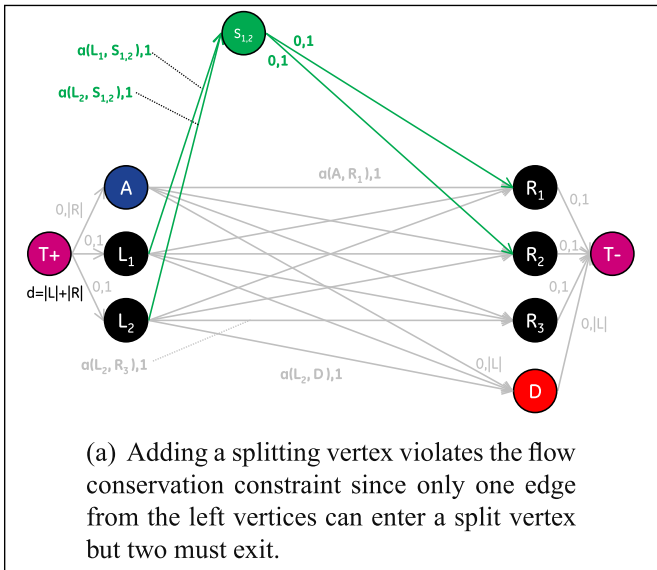 S1,2
0,1
0,1
α(L1, S1,2),1
α(L2, S1,2),1
A
α(A, R1),1
R1
0,|R|
0,1
T+
0,1
L1
R2
0,1
T-
d=|L|+|R|
0,1
0,1
L2
R3
0,|L|
α(L2, R3),1
0,|L|
α(L2, D),1
D
(a) Adding a splitting vertex violates the flow
conservation constraint since only one edge
from the left vertices can enter a split vertex
but two must exit.